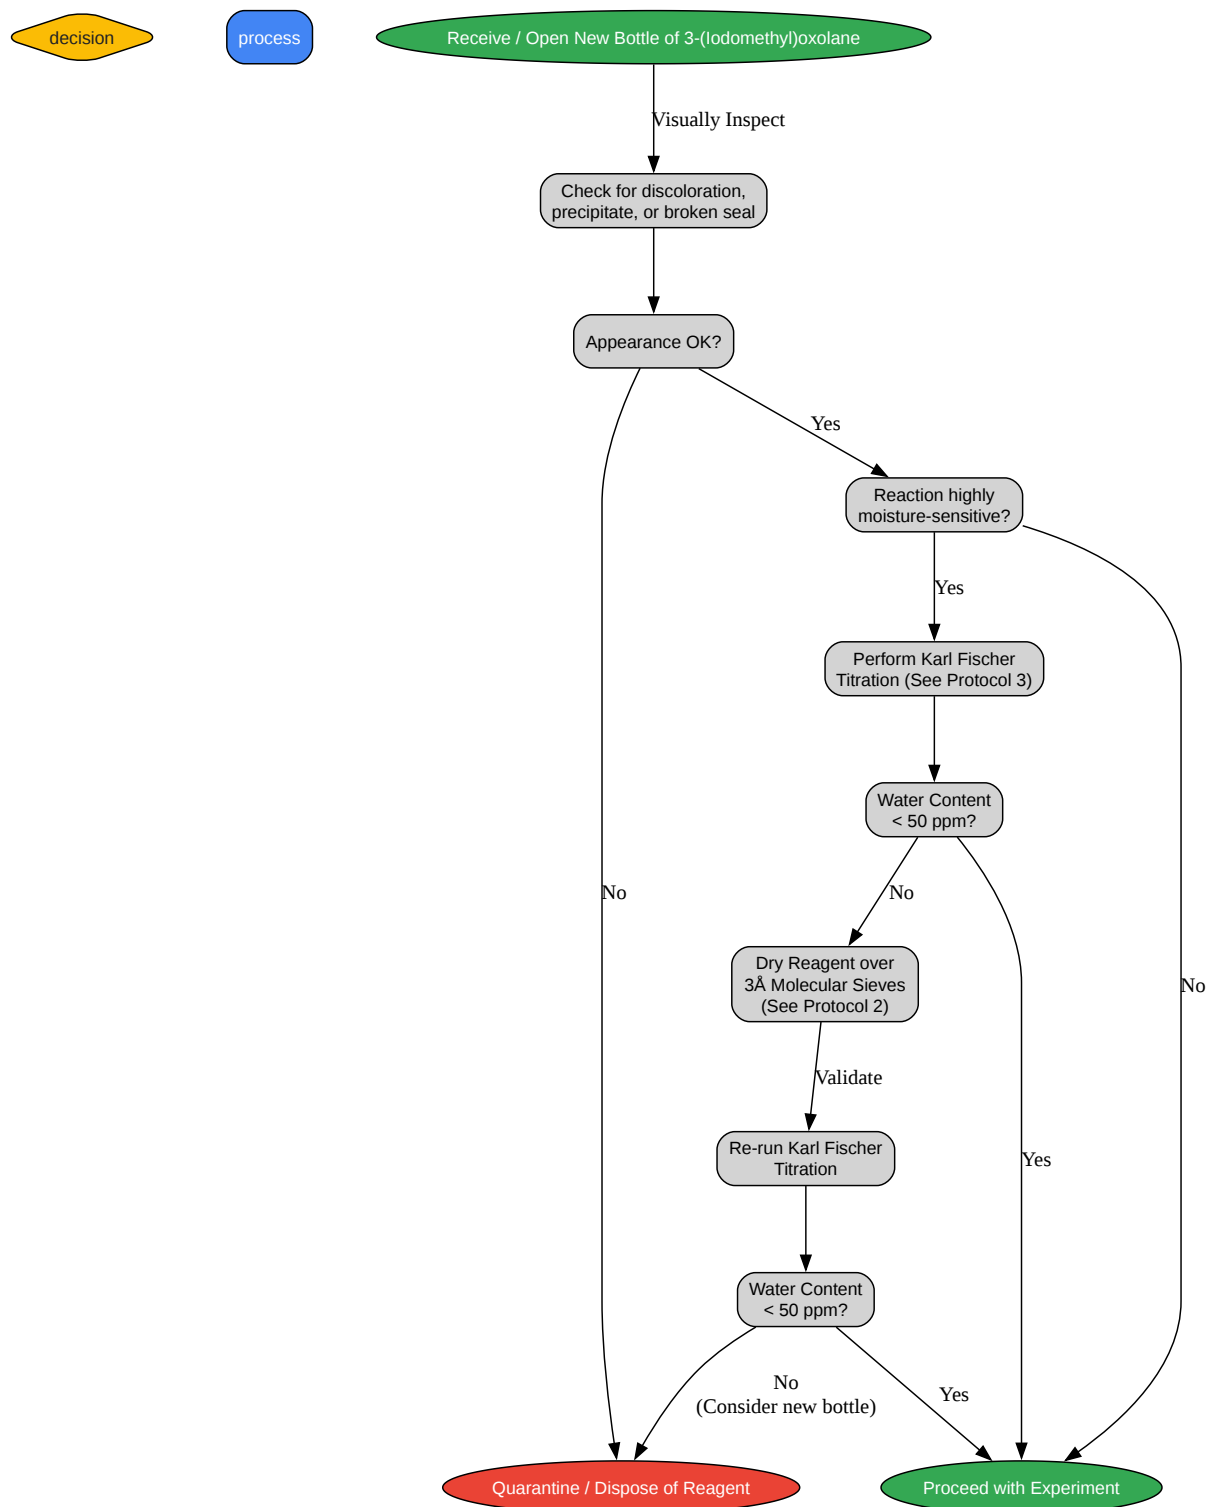 decision
process
Receive / Open New Bottle of 3-(Iodomethyl)oxolane
Visually Inspect
Check for discoloration,
precipitate, or broken seal
Appearance OK?
Yes
Reaction highly
moisture-sensitive?
Yes
Perform Karl Fischer
Titration (See Protocol 3)
Water Content
< 50 ppm?
No
No
Dry Reagent over
3Å Molecular Sieves
(See Protocol 2)
No
Validate
Re-run Karl Fischer
Titration
Yes
Water Content
< 50 ppm?
No
(Consider new bottle)
Yes
Quarantine / Dispose of Reagent
Proceed with Experiment